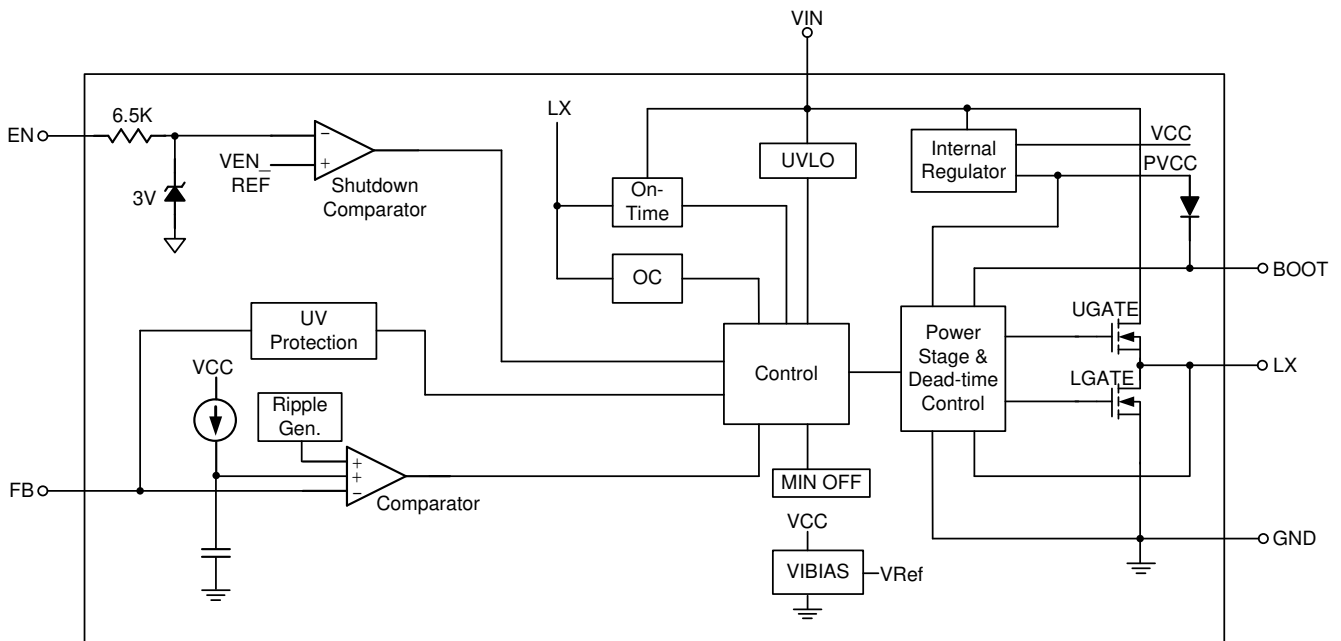 VIN
EN
6.5K
3V
VEN_
REF
Shutdown
Comparator
LX
On-
Time
OC
UVLO
Internal
Regulator
VCC
PVCC
BOOT
UV
Protection
UGATE
Power
Stage &
Dead-time
Control
Control
LX
LGATE
VCC
Ripple
Gen.
FB
Comparator
MIN OFF
VCC
VIBIAS
VRef
GND